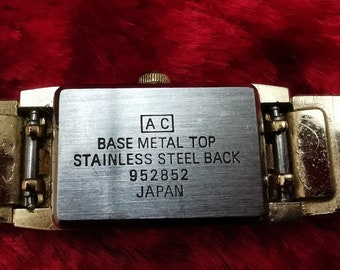 AC
BASE METAL TOP
STAINLESS STEEL BACK
952852
JAPAN